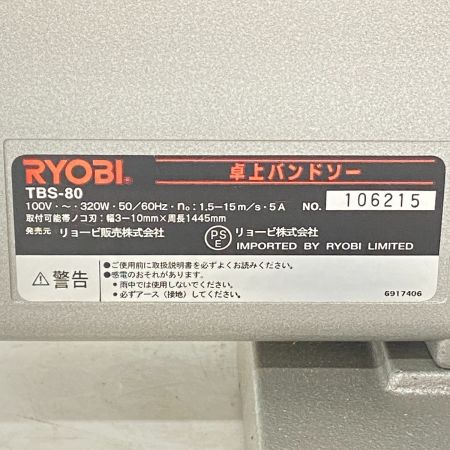 RYOBI.
卓上バンドソー
TBS-80
100V・～・320W・50/60Hz・n₀：1.5－15m/s・5A
NO. 106215
取付可能帯ノコ刃：幅3－10mm×周長1445mm
発売元 リョービ販売株式会社
PSE
リョービ株式会社
IMPORTED BY RYOBI LIMITED
⚠警告
●ご使用前に取扱説明書を必ずよくお読みください。
●感電のおそれがあります。
・雨中では使用しないでください。
・必ずアース（接地）してください。
6917406